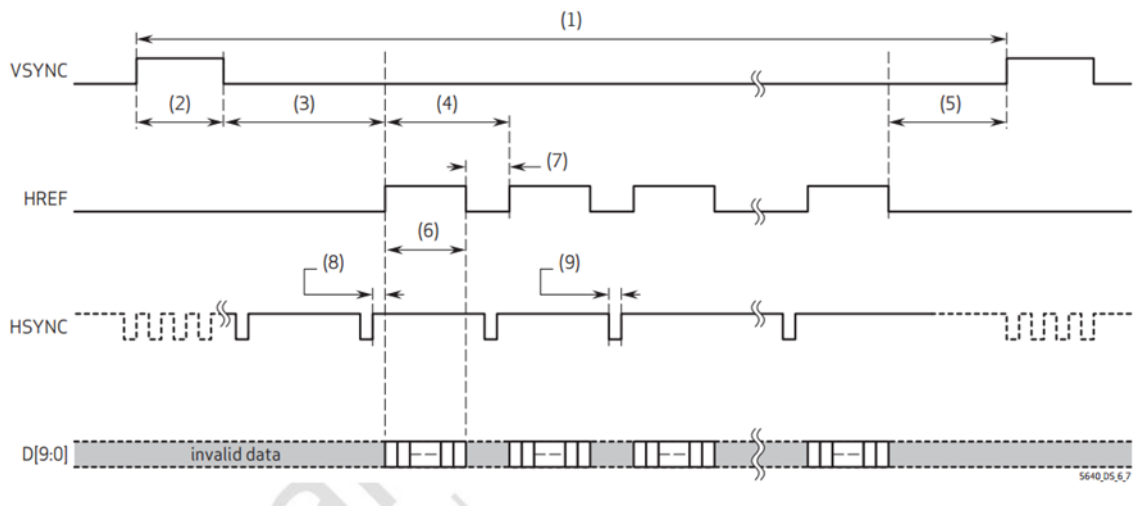 (1)
VSYNC
(2) (3) (4) (5)
(7)
HREF
(6)
(8) (9)
HSYNC
D[9:0] invalid data
5640_DS_6_7